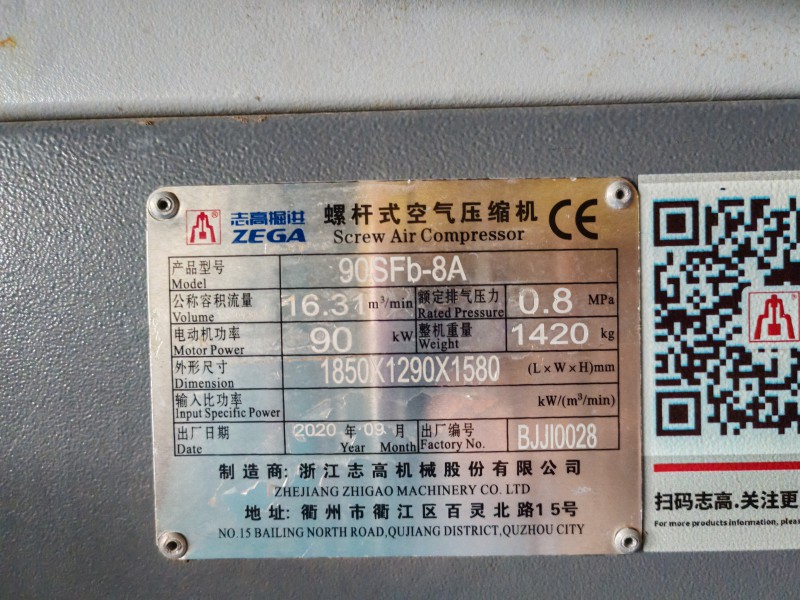 志高掘进 螺杆式空气压缩机 CE
ZEGA Screw Air Compressor
产品型号 90SFb-8A
Model
公称容积流量 16.31 m³/min 额定排气压力 0.8 MPa
Volume Rated Pressure
电动机功率 90 kW 整机重量 1420 kg
Motor Power Weight
外形尺寸 1850X1290X1580 (L×W×H)mm
Dimension
输入比功率 kW/(m³/min)
Input Specific Power
出厂日期 2020 年 09 月 出厂编号 BJJI0028
Date Year Month Factory No.
制造商: 浙江志高机械股份有限公司
ZHEJIANG ZHIGAO MACHINERY CO. LTD
地址: 衢州市衢江区百灵北路15号
NO.15 BAILING NORTH ROAD,QUJIANG DISTRICT,QUZHOU CITY
扫码志高.关注更
For more products information, plea